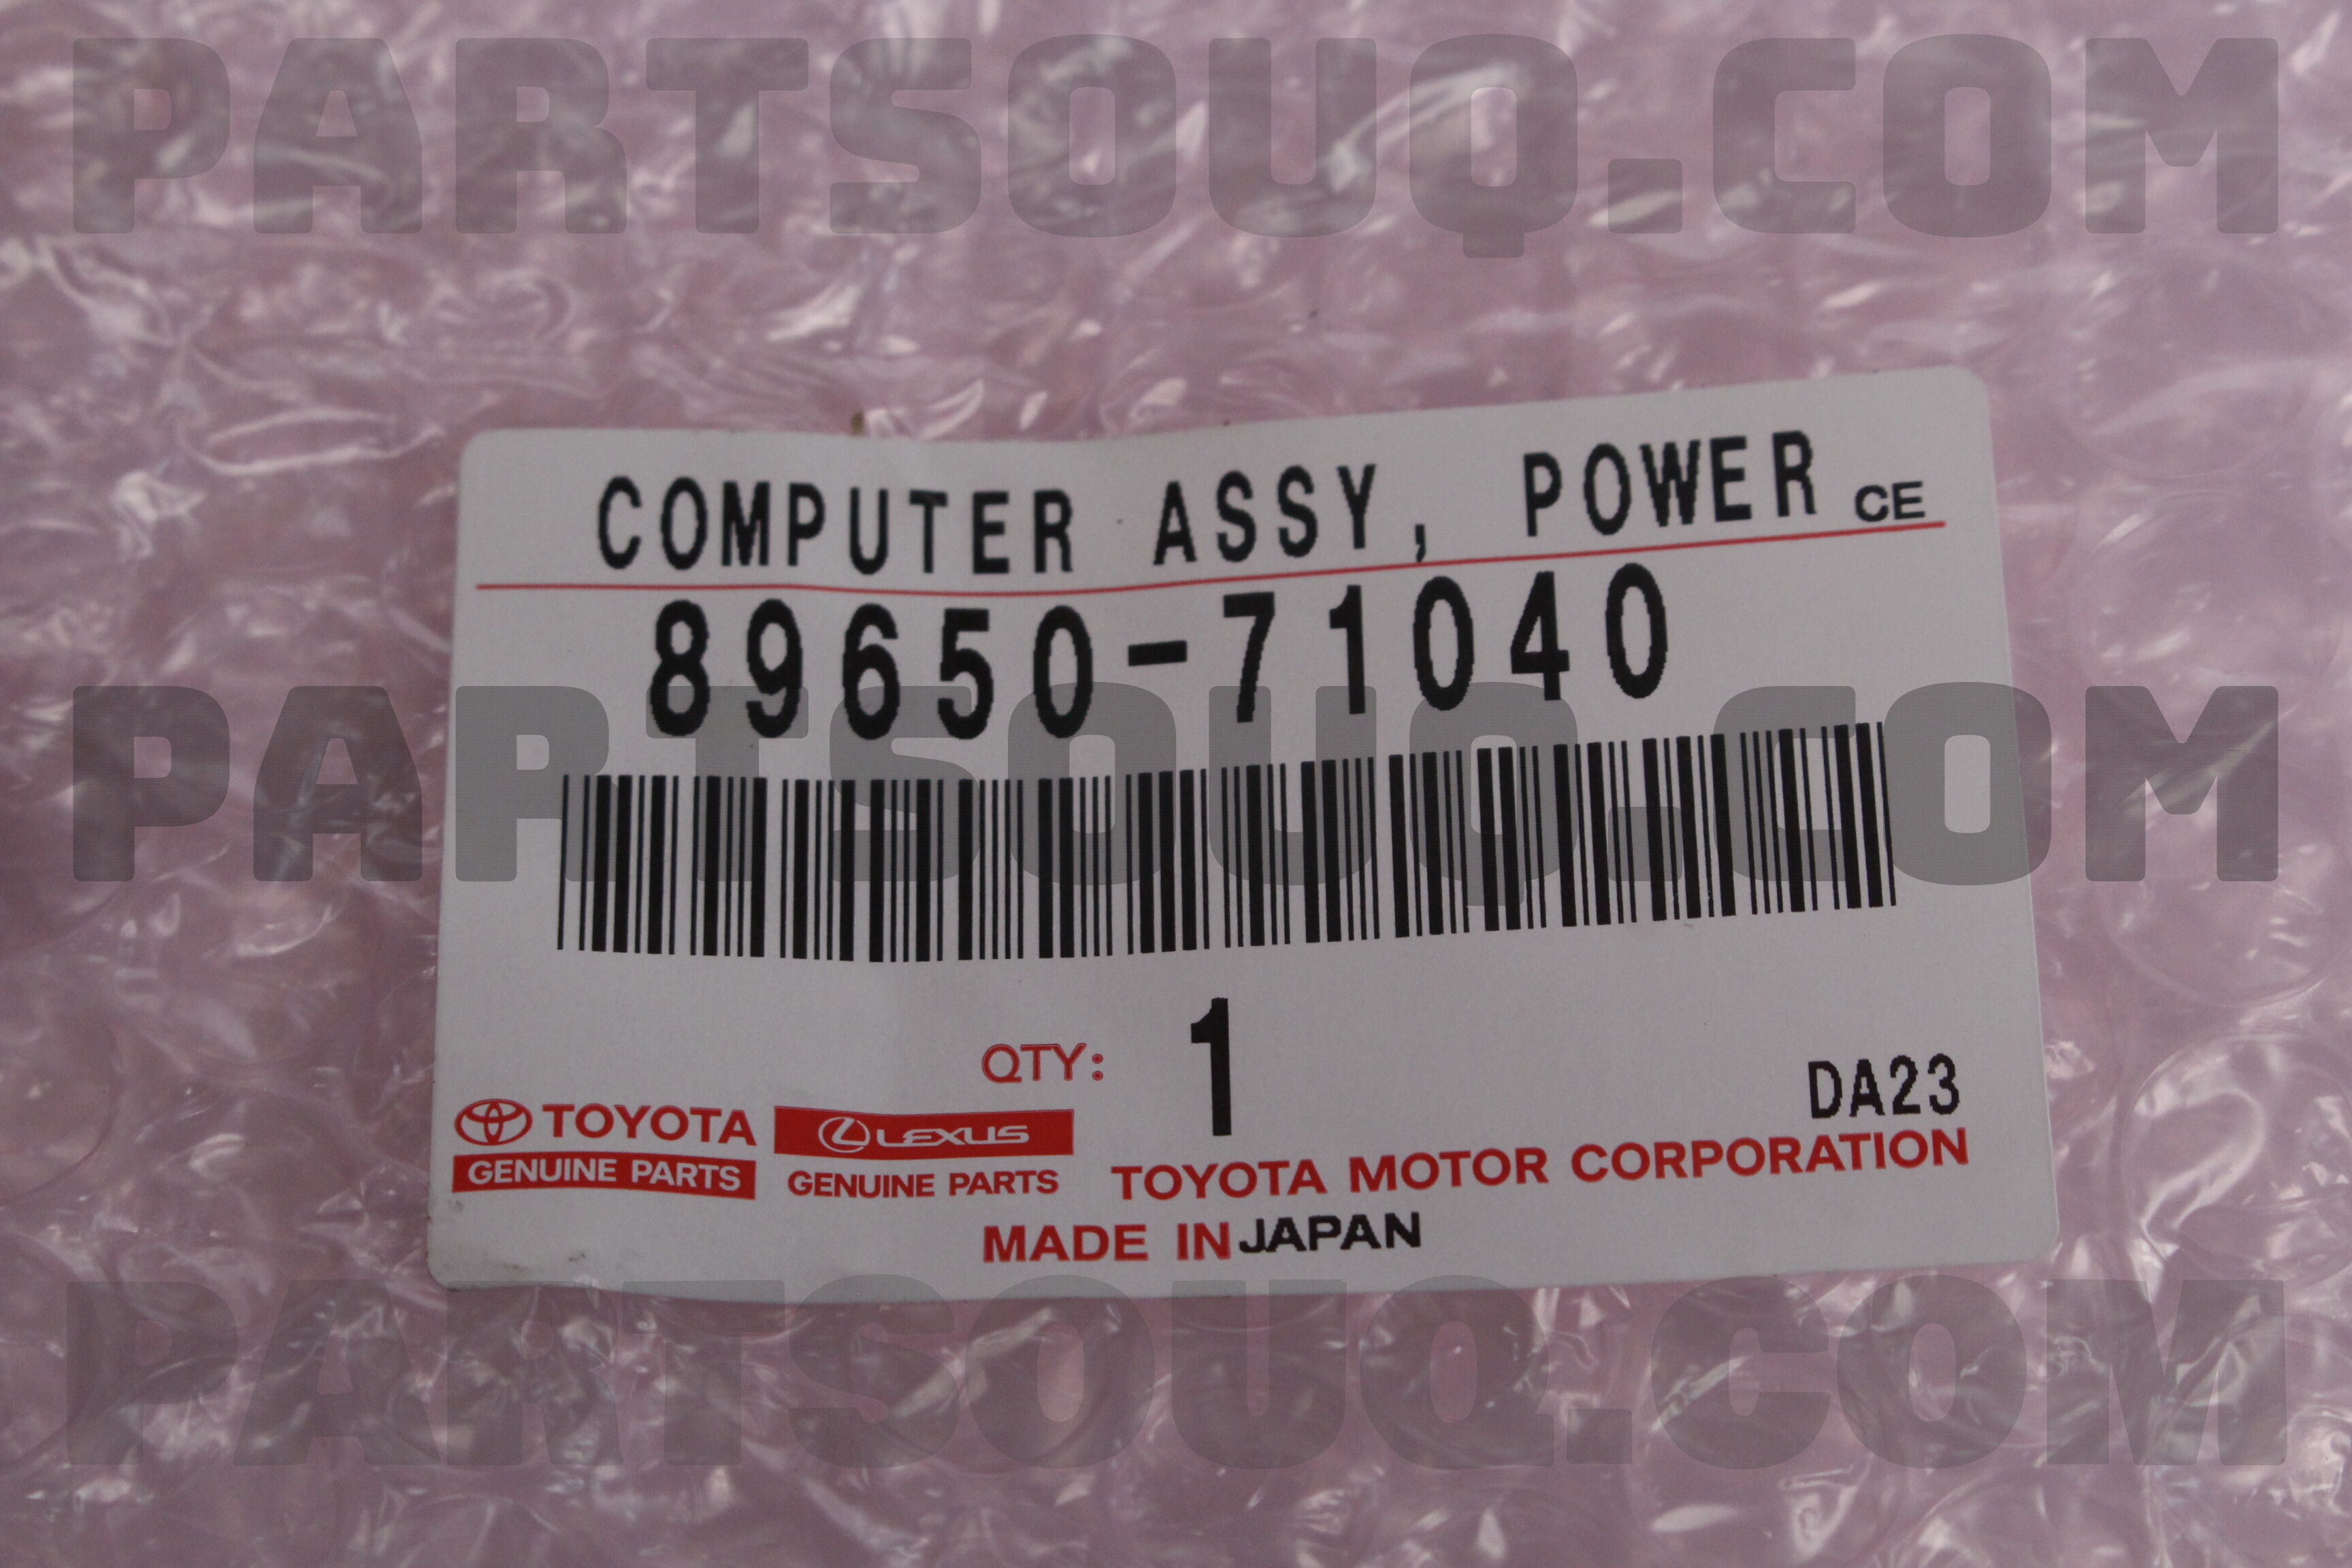 PARTSOUQ.COM
COMPUTER ASSY, POWER CE
89650-71040
PARTSOUQ.COM
QTY: 1
DA23
TOYOTA
GENUINE PARTS
LEXUS
GENUINE PARTS
TOYOTA MOTOR CORPORATION
MADE IN JAPAN
PARTSOUQ.COM